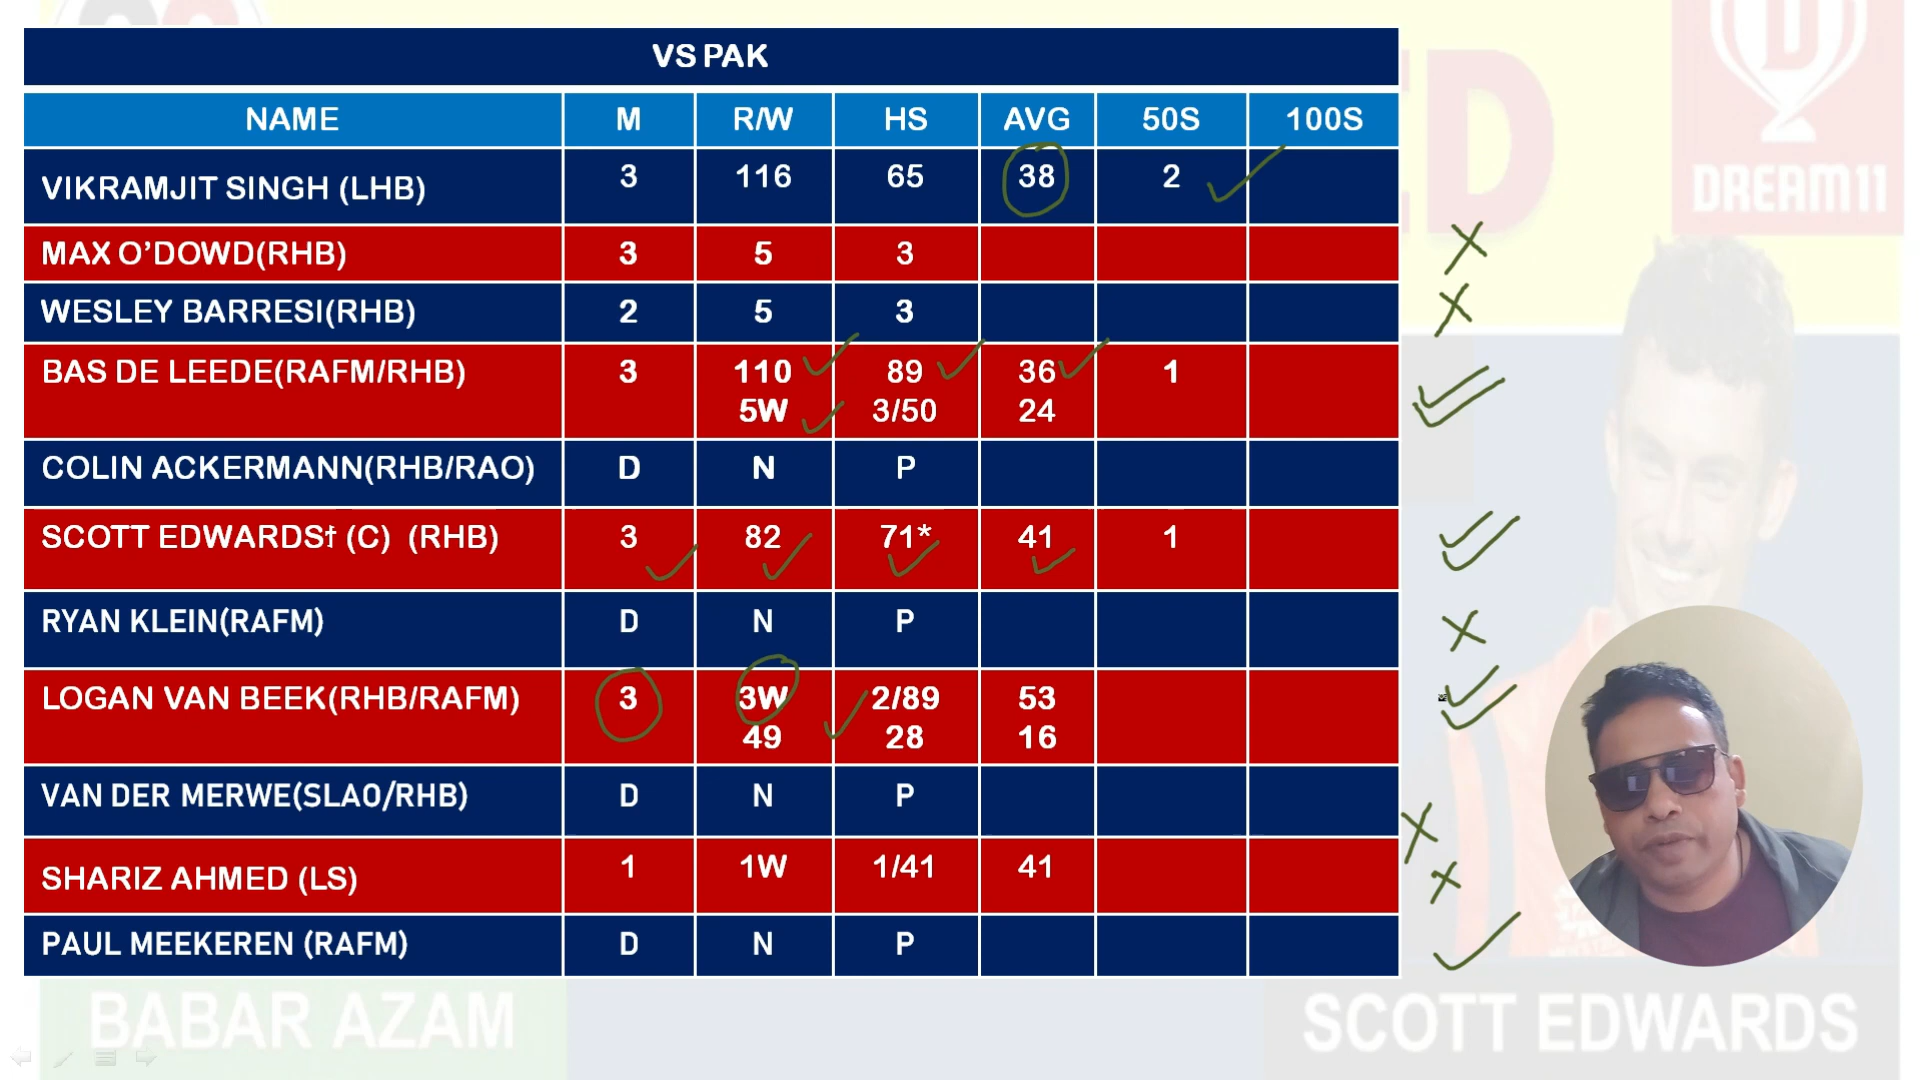 VS PAK
NAME M R/W HS AVG 50S 100S
VIKRAMJIT SINGH (LHB) 3 116 65 38 2
MAX O’DOWD(RHB) 3 5 3
WESLEY BARRESI(RHB) 2 5 3
BAS DE LEEDE(RAFM/RHB) 3 110 89 36 1
5W 3/50 24
COLIN ACKERMANN(RHB/RAO) D N P
SCOTT EDWARDS† (C) (RHB) 3 82 71* 41 1
RYAN KLEIN(RAFM) D N P
LOGAN VAN BEEK(RHB/RAFM) 3 3W 2/89 53
49 28 16
VAN DER MERWE(SLAO/RHB) D N P
SHARIZ AHMED (LS) 1 1W 1/41 41
PAUL MEEKEREN (RAFM) D N P
DREAM11
BABAR AZAM
SCOTT EDWARDS